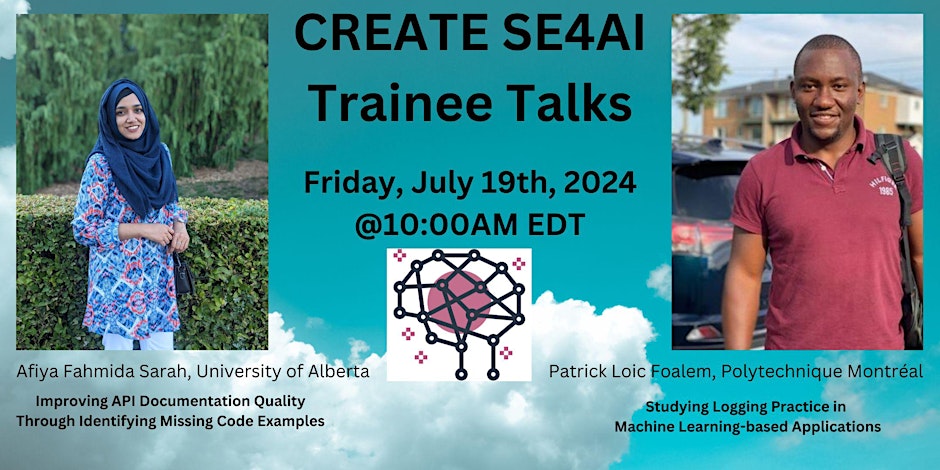 CREATE SE4AI
Trainee Talks
Friday, July 19th, 2024
@10:00AM EDT
HILFIGER
1985
Afiya Fahmida Sarah, University of Alberta
Improving API Documentation Quality
Through Identifying Missing Code Examples
Patrick Loic Foalem, Polytechnique Montréal
Studying Logging Practice in
Machine Learning-based Applications